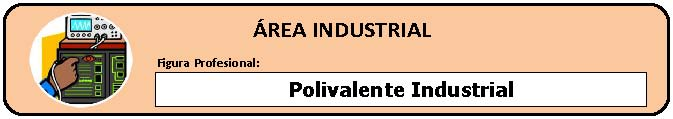 ÁREA INDUSTRIAL
Figura Profesional:
Polivalente Industrial